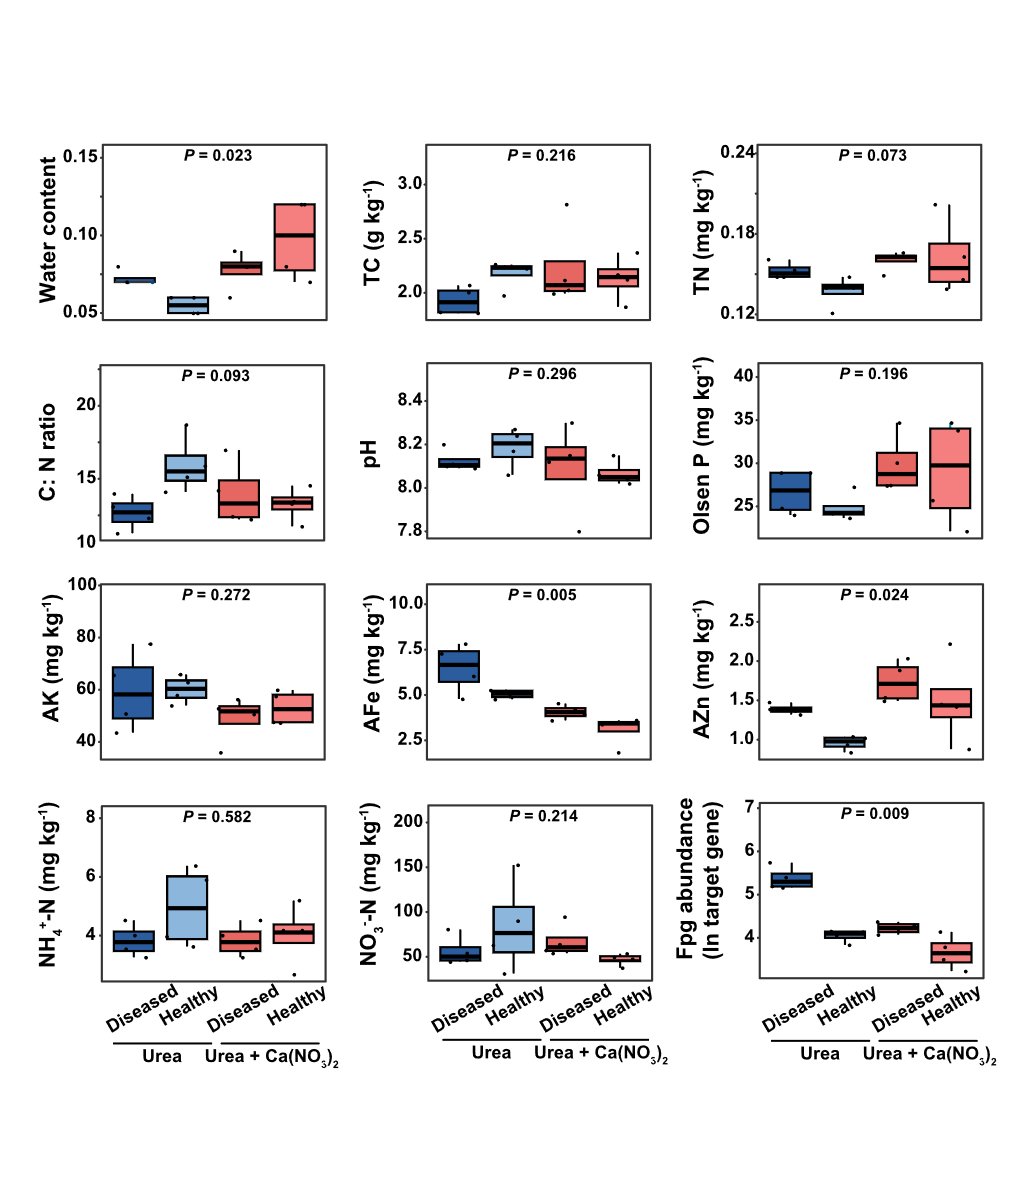 Water content
0.15
0.10
0.05
P = 0.023
TC (g kg-1)
3.0
2.5
2.0
P = 0.216
TN (mg kg-1)
0.24
0.18
0.12
P = 0.073
C: N ratio
20
15
10
P = 0.093
pH
8.4
8.2
8.0
7.8
P = 0.296
Olsen P (mg kg-1)
40
35
30
25
P = 0.196
AK (mg kg-1)
100
80
60
40
P = 0.272
AFe (mg kg-1)
10.0
7.5
5.0
2.5
P = 0.005
AZn (mg kg-1)
2.5
2.0
1.5
1.0
P = 0.024
NH4+-N (mg kg-1)
8
6
4
P = 0.582
NO3--N (mg kg-1)
200
150
100
50
P = 0.214
Fpg abundance
(ln target gene)
7
6
5
4
P = 0.009
Diseased
Healthy
Diseased
Healthy
Urea
Urea + Ca(NO3)2
Diseased
Healthy
Diseased
Healthy
Urea
Urea + Ca(NO3)2
Diseased
Healthy
Diseased
Healthy
Urea
Urea + Ca(NO3)2